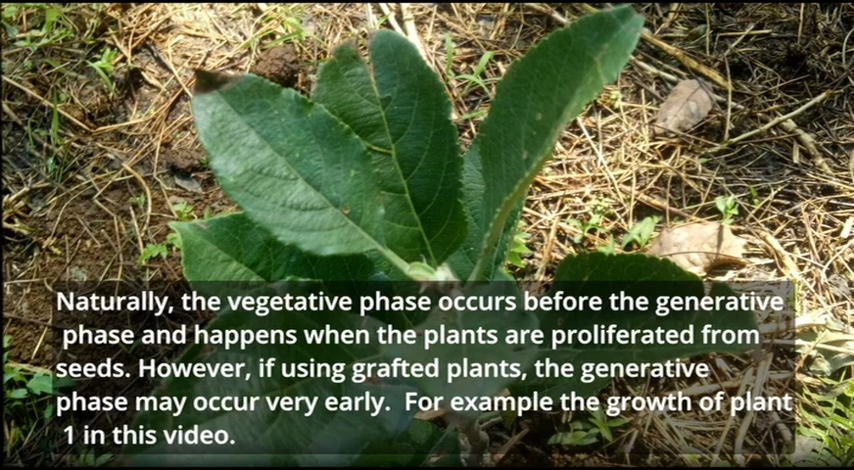 Naturally, the vegetative phase occurs before the generative
phase and happens when the plants are proliferated from
seeds. However, if using grafted plants, the generative
phase may occur very early.  For example the growth of plant
1 in this video.